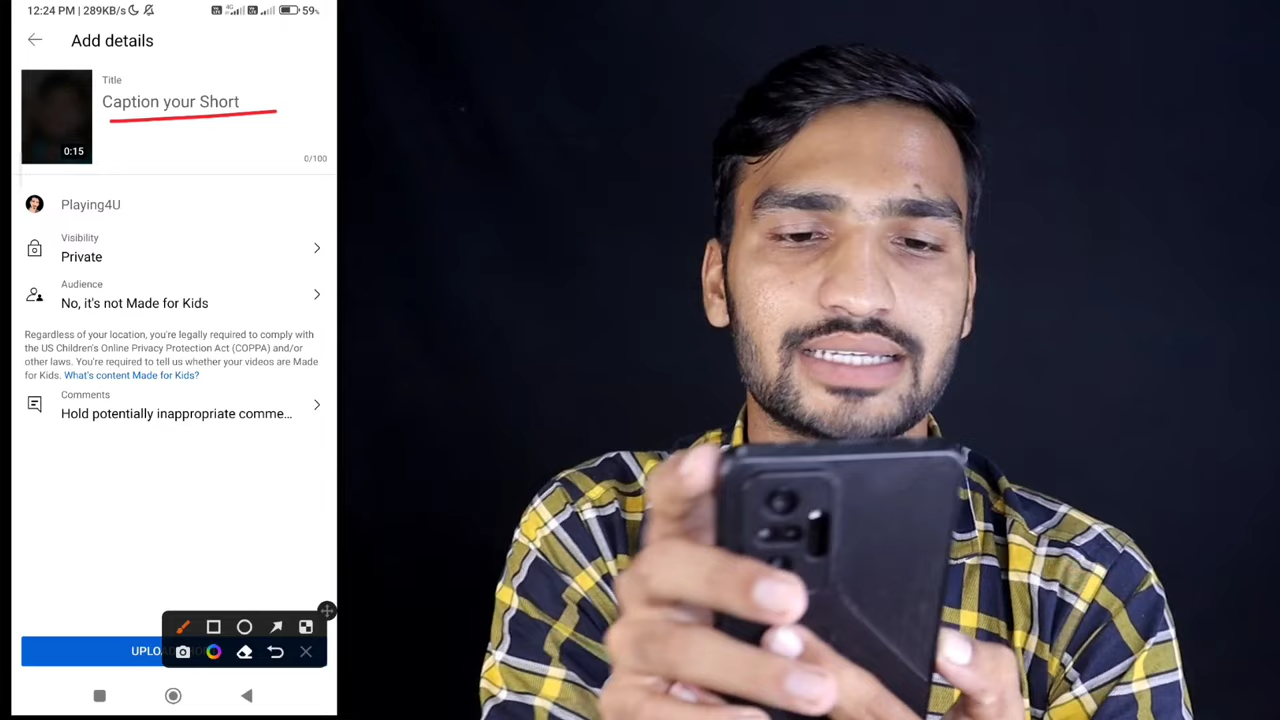 12:24 PM | 289KB/s 4G 59%
Add details
Title
Caption your Short
0:15
0/100
Playing4U
Visibility
Private
Audience
No, it's not Made for Kids
Regardless of your location, you're legally required to comply with
the US Children's Online Privacy Protection Act (COPPA) and/or
other laws. You're required to tell us whether your videos are Made
for Kids. What's content Made for Kids?
Comments
Hold potentially inappropriate comme...